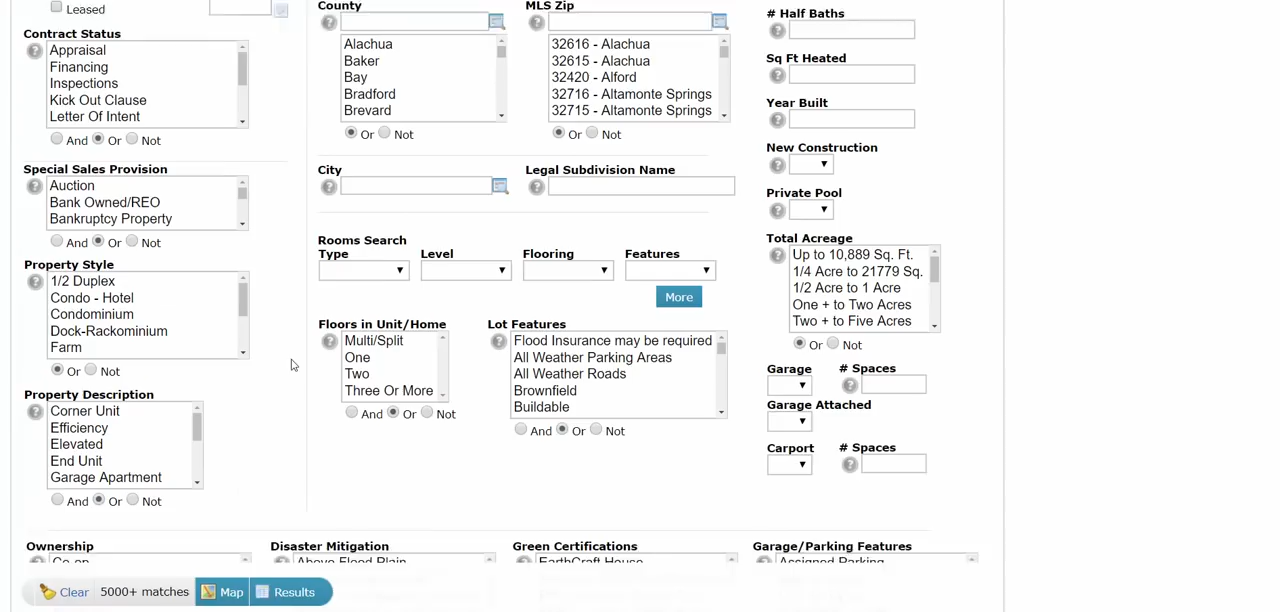 Leased
Contract Status
Appraisal
Financing
Inspections
Kick Out Clause
Letter Of Intent
And Or Not
Special Sales Provision
Auction
Bank Owned/REO
Bankruptcy Property
And Or Not
Property Style
1/2 Duplex
Condo - Hotel
Condominium
Dock-Rackominium
Farm
Or Not
Property Description
Corner Unit
Efficiency
Elevated
End Unit
Garage Apartment
And Or Not
County
Alachua
Baker
Bay
Bradford
Brevard
Or Not
MLS Zip
32616 - Alachua
32615 - Alachua
32420 - Alford
32716 - Altamonte Springs
32715 - Altamonte Springs
Or Not
City
Legal Subdivision Name
Rooms Search
Type Level Flooring Features
More
Floors in Unit/Home
Multi/Split
One
Two
Three Or More
And Or Not
Lot Features
Flood Insurance may be required
All Weather Parking Areas
All Weather Roads
Brownfield
Buildable
And Or Not
# Half Baths
Sq Ft Heated
Year Built
New Construction
Private Pool
Total Acreage
Up to 10,889 Sq. Ft.
1/4 Acre to 21779 Sq.
1/2 Acre to 1 Acre
One + to Two Acres
Two + to Five Acres
Or Not
Garage # Spaces
Garage Attached
Carport # Spaces
Ownership Disaster Mitigation Green Certifications Garage/Parking Features
Co-op Above Flood Plain EarthCraft House Assigned Parking
Clear 5000+ matches Map Results